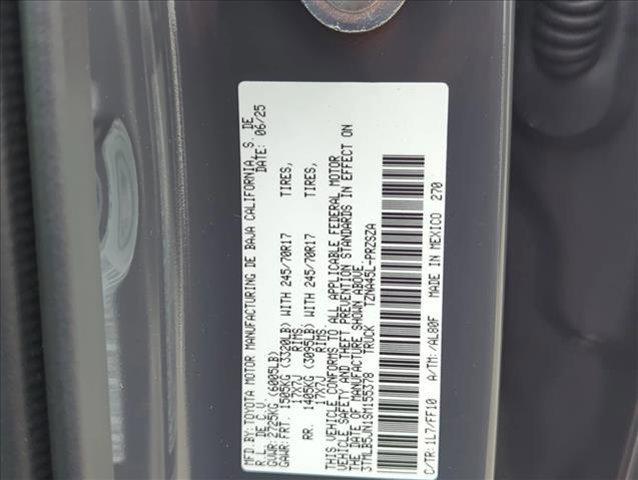 MFD.BY:TOYOTA MOTOR MANUFACTURING DE BAJA CALIFORNIA, S. DE
R.L. DE C.V. DATE: 06/25
GVWR:2725KG (6005LB)
GAWR:FRT. 1505KG (3320LB) WITH 245/70R17 TIRES,
17X7J RIMS,
RR. 1405KG (3095LB) WITH 245/70R17 TIRES,
17X7J RIMS.
THIS VEHICLE CONFORMS TO ALL APPLICABLE FEDERAL MOTOR
VEHICLE SAFETY AND THEFT PREVENTION STANDARDS IN EFFECT ON
THE DATE OF MANUFACTURE SHOWN ABOVE.
3TMLB5JN1SM155378 TRUCK TZNA45L-PRZSZA
C/TR:1L7/FF10 A/TM:/AL80F MADE IN MEXICO 270